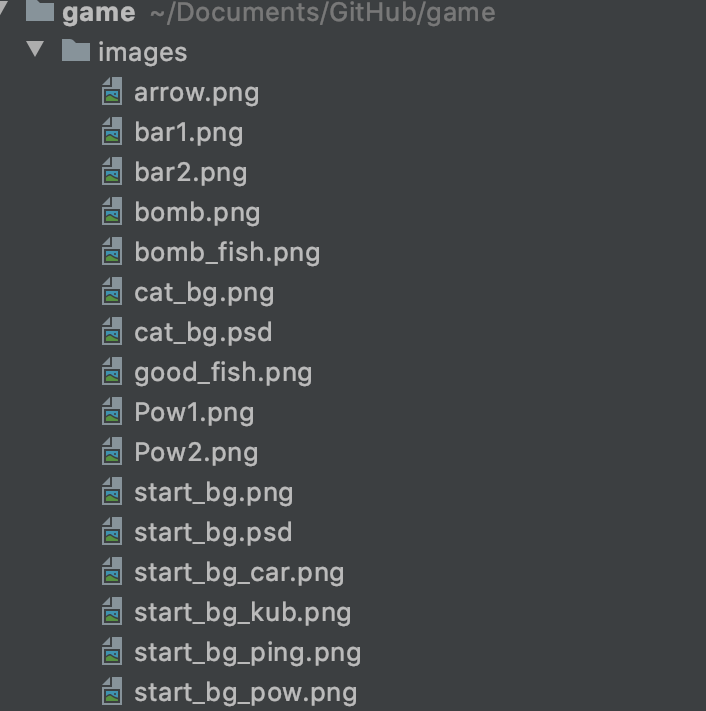 game ~/Documents/GitHub/game
images
arrow.png
bar1.png
bar2.png
bomb.png
bomb_fish.png
cat_bg.png
cat_bg.psd
good_fish.png
Pow1.png
Pow2.png
start_bg.png
start_bg.psd
start_bg_car.png
start_bg_kub.png
start_bg_ping.png
start_bg_pow.png